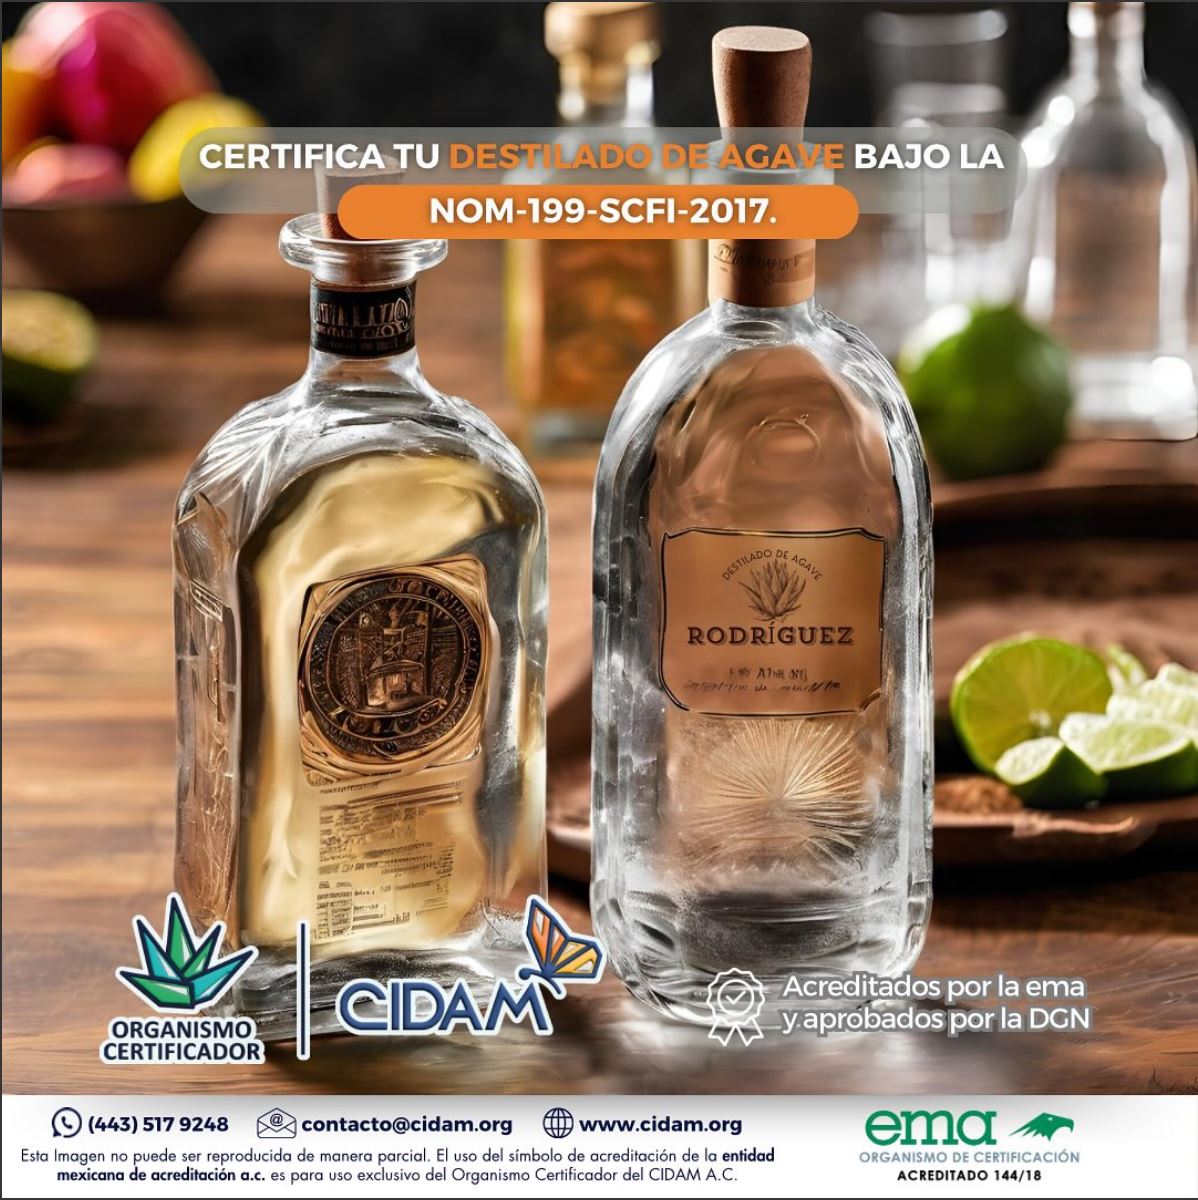 CERTIFICA TU DESTILADO DE AGAVE BAJO LA
NOM-199-SCFI-2017.
DESTILADO DE AGAVE
RODRÍGUEZ
ORGANISMO
CERTIFICADOR
CIDAM
Acreditados por la ema
y aprobados por la DGN
(443) 517 9248 contacto@cidam.org www.cidam.org
Esta Imagen no puede ser reproducida de manera parcial. El uso del símbolo de acreditación de la entidad
mexicana de acreditación a.c. es para uso exclusivo del Organismo Certificador del CIDAM A.C.
ema
ORGANISMO DE CERTIFICACIÓN
ACREDITADO 144/18